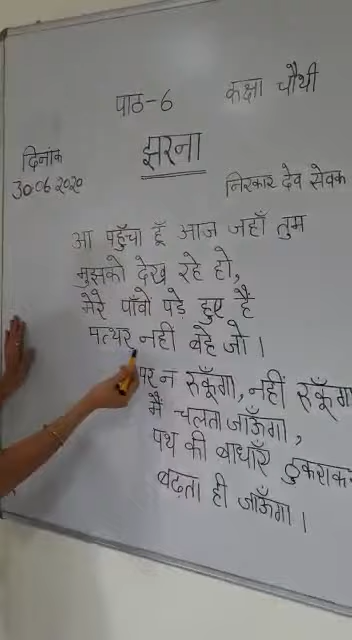 पाठ-6 कक्षा चौथी
झरना
दिनांक
30.06.2020
निरकार देव सेवक
आ पहुँचा हूँ आज जहाँ तुम
मुझको देख रहे हो,
मेरे पाँवों पड़े हुए हैं
पत्थर नहीं बहे जो।
पर न रूकूँगा, नहीं रूकूँगा
मैं चलता जाऊँगा,
पथ की बाधाएँ ठुकराकर
बढ़ता ही जाऊँगा।